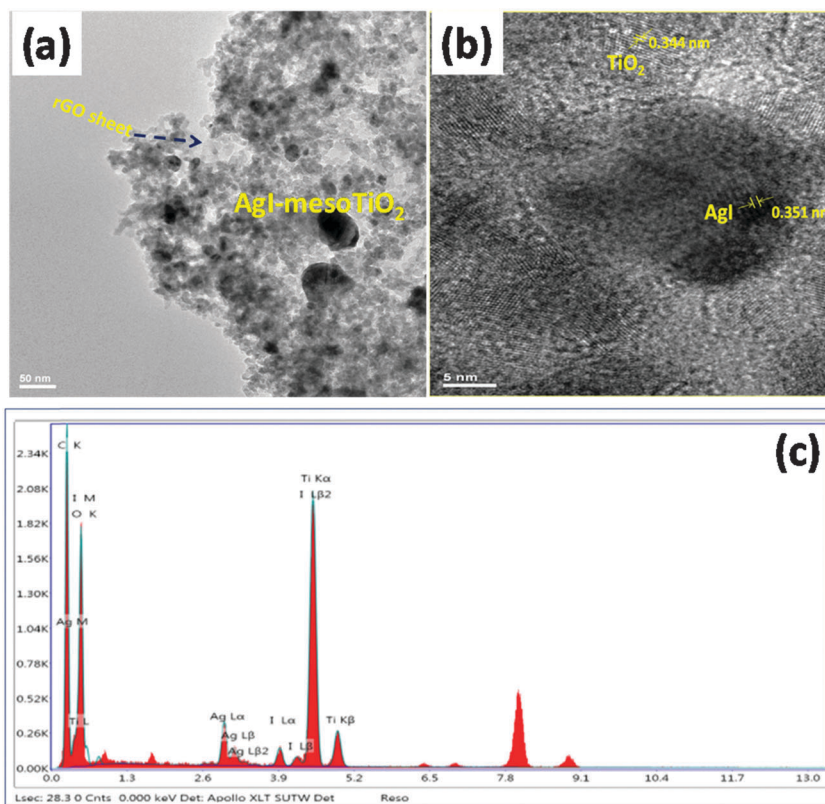 (a)
rGO sheet
AgI-mesoTiO₂
50 nm
(b)
0.344 nm
TiO₂
AgI
0.351 nm
5 nm
(c)
C K
2.34K
Ti Kα
2.08K
I M
I Lβ2
1.82K
O K
1.56K
1.30K
1.04K
Ag M
0.78K
0.52K
Ti L
Ag Lα
I Lα
Ti Kβ
0.26K
Ag Lβ
I Lβ
Ag Lβ2
0.00K
0.0 1.3 2.6 3.9 5.2 6.5 7.8 9.1 10.4 11.7 13.0
Lsec: 28.3 0 Cnts 0.000 keV Det: Apollo XLT SUTW Det Reso